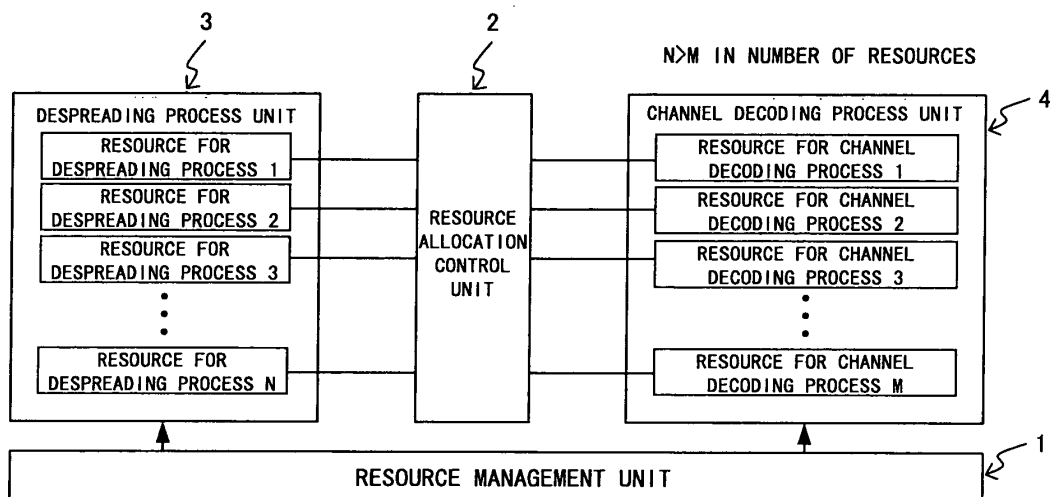 3
2
N>M IN NUMBER OF RESOURCES
4
DESPREADING PROCESS UNIT
RESOURCE FOR
DESPREADING PROCESS 1
RESOURCE FOR
DESPREADING PROCESS 2
RESOURCE FOR
DESPREADING PROCESS 3
RESOURCE FOR
DESPREADING PROCESS N
RESOURCE
ALLOCATION
CONTROL
UNIT
CHANNEL DECODING PROCESS UNIT
RESOURCE FOR CHANNEL
DECODING PROCESS 1
RESOURCE FOR CHANNEL
DECODING PROCESS 2
RESOURCE FOR CHANNEL
DECODING PROCESS 3
RESOURCE FOR CHANNEL
DECODING PROCESS M
1
RESOURCE MANAGEMENT UNIT